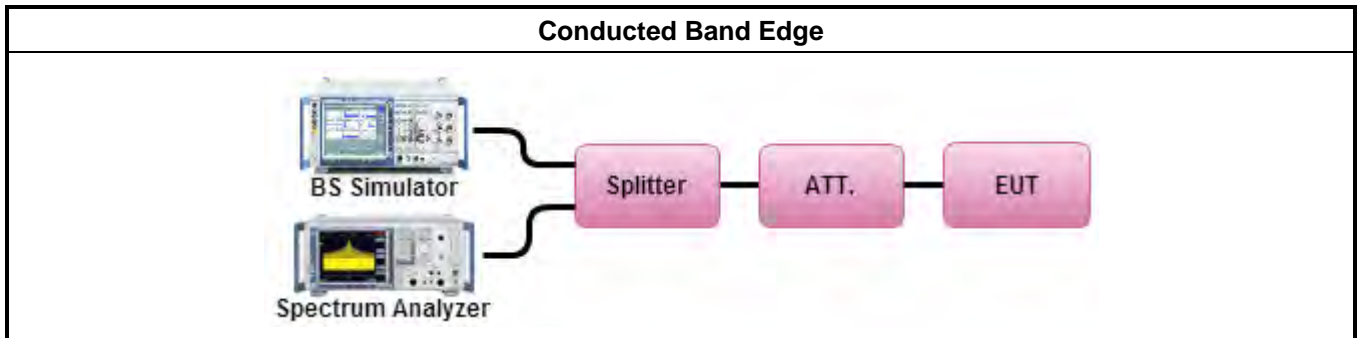 Conducted Band Edge
BS Simulator
Splitter
ATT.
EUT
Spectrum Analyzer